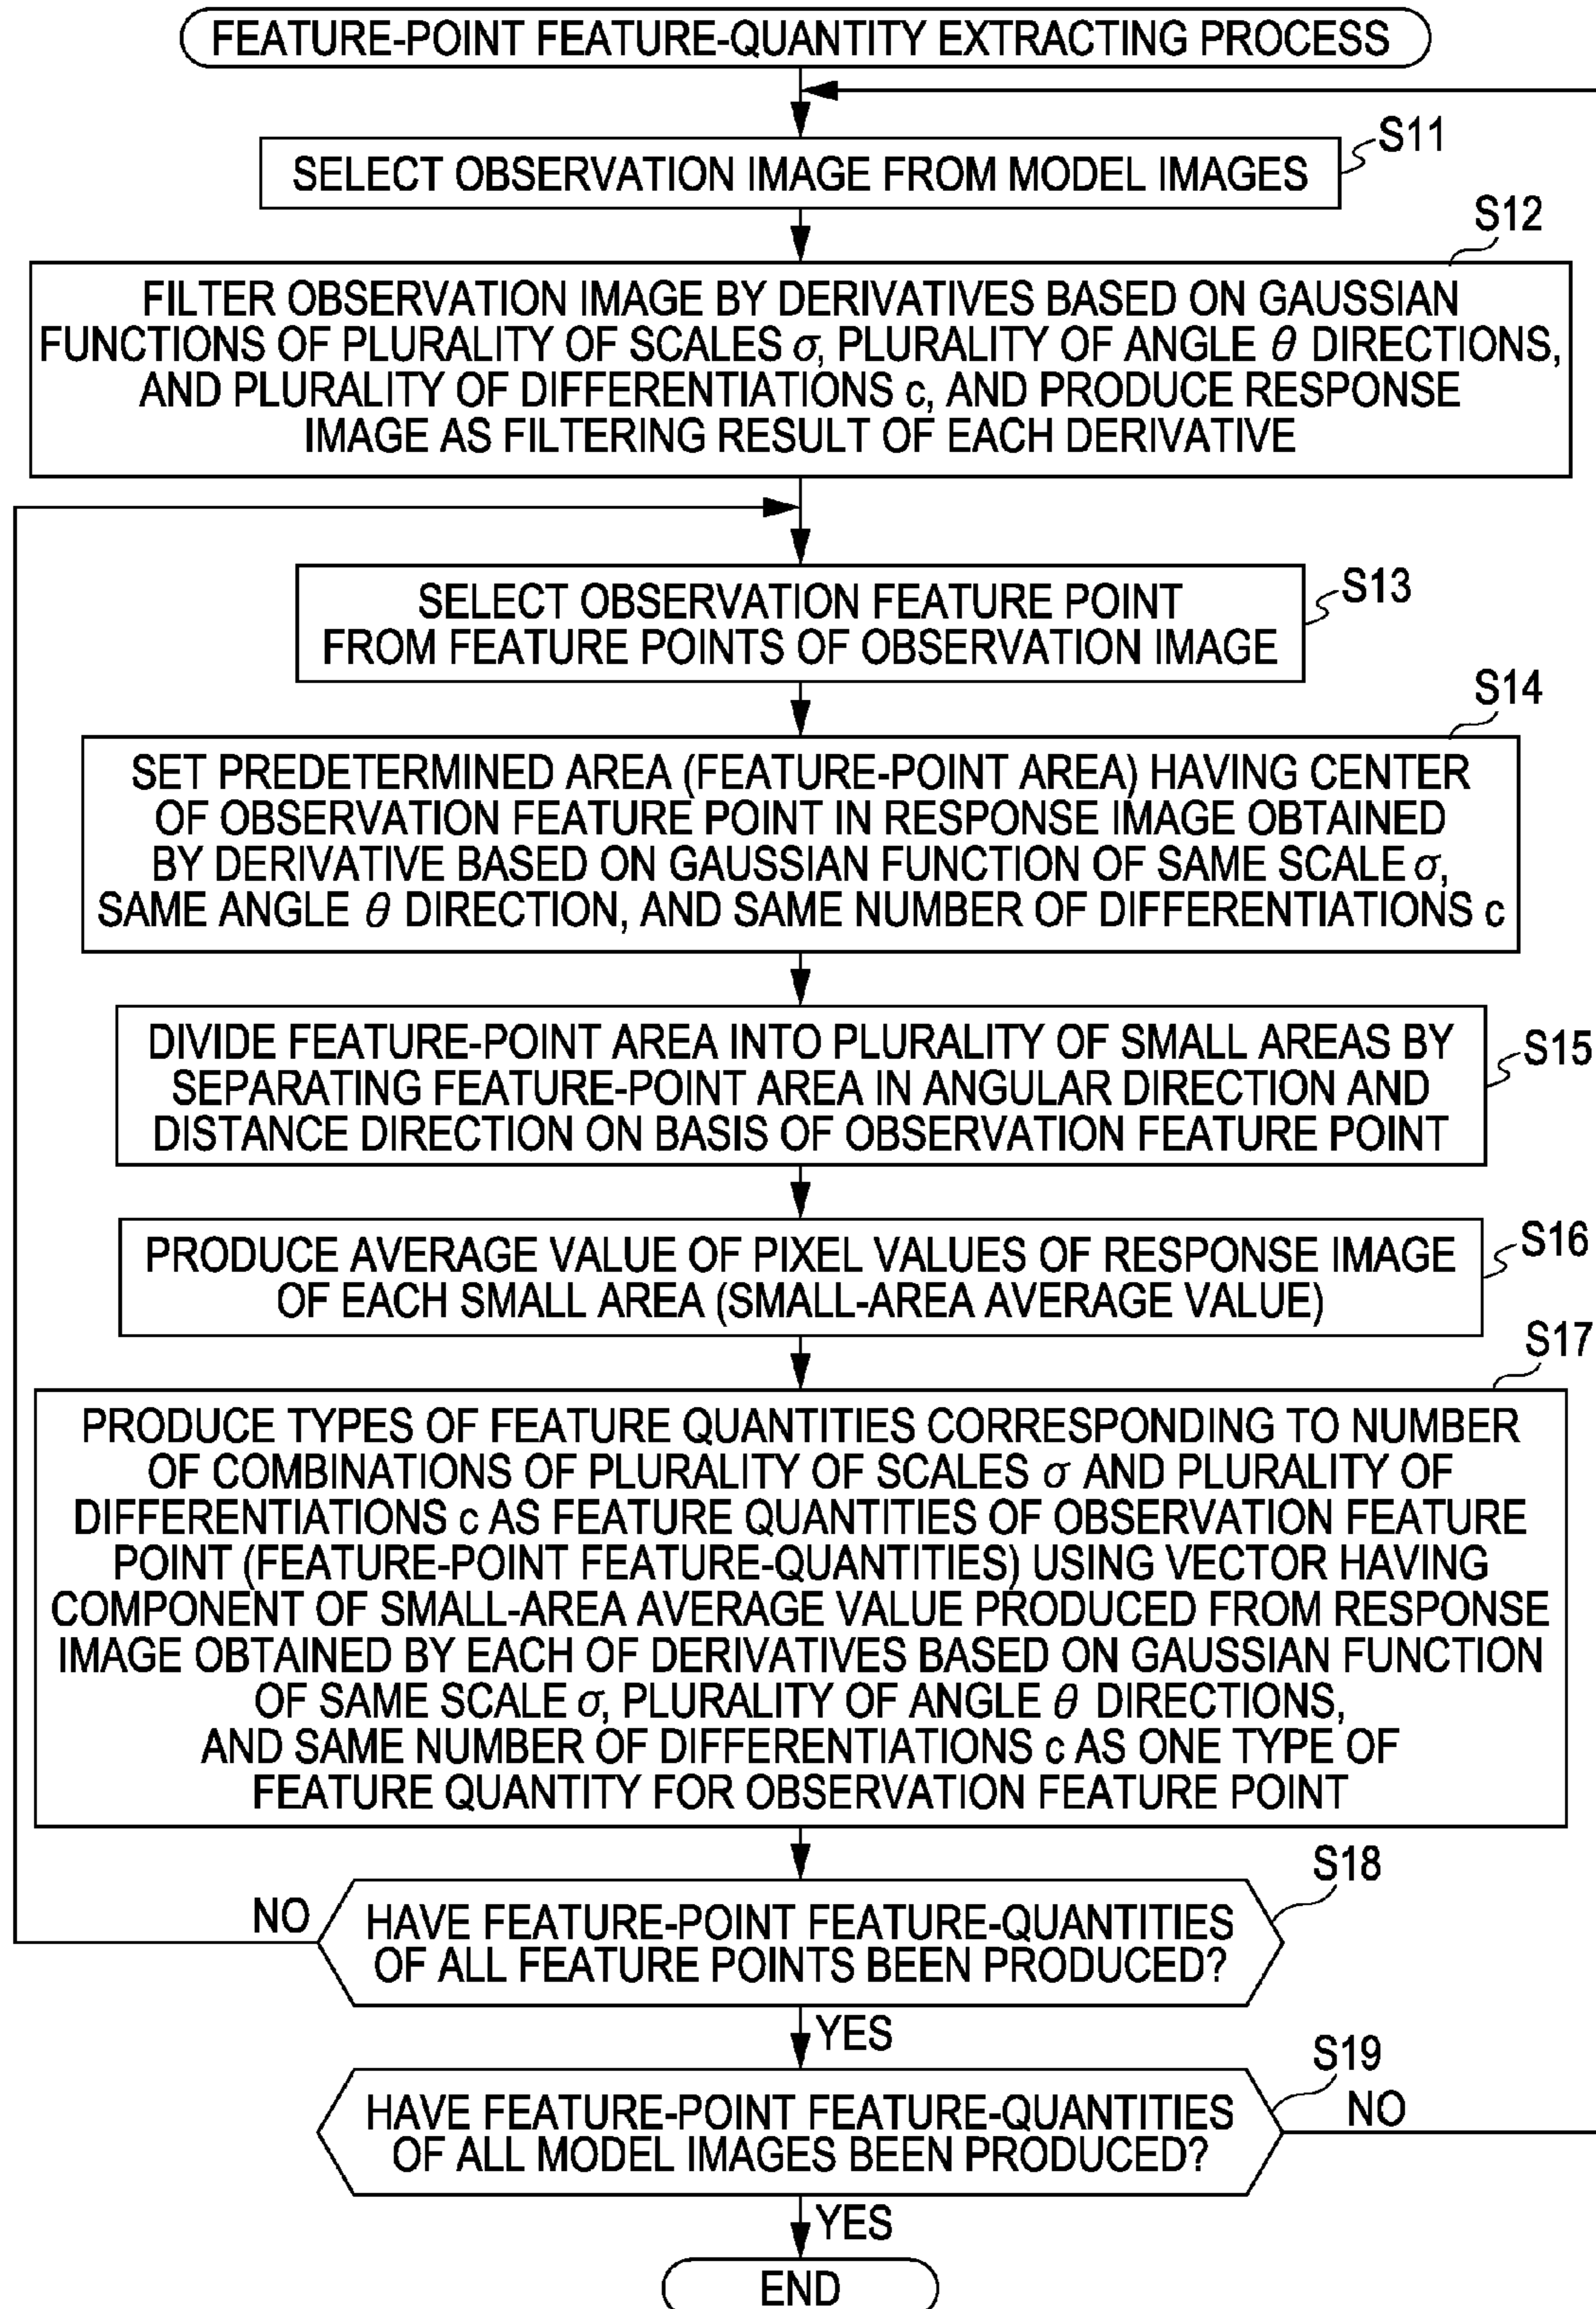 FEATURE-POINT FEATURE-QUANTITY EXTRACTING PROCESS
S11
SELECT OBSERVATION IMAGE FROM MODEL IMAGES
S12
FILTER OBSERVATION IMAGE BY DERIVATIVES BASED ON GAUSSIAN
FUNCTIONS OF PLURALITY OF SCALES σ, PLURALITY OF ANGLE θ DIRECTIONS,
AND PLURALITY OF DIFFERENTIATIONS c, AND PRODUCE RESPONSE
IMAGE AS FILTERING RESULT OF EACH DERIVATIVE
S13
SELECT OBSERVATION FEATURE POINT
FROM FEATURE POINTS OF OBSERVATION IMAGE
S14
SET PREDETERMINED AREA (FEATURE-POINT AREA) HAVING CENTER
OF OBSERVATION FEATURE POINT IN RESPONSE IMAGE OBTAINED
BY DERIVATIVE BASED ON GAUSSIAN FUNCTION OF SAME SCALE σ,
SAME ANGLE θ DIRECTION, AND SAME NUMBER OF DIFFERENTIATIONS c
S15
DIVIDE FEATURE-POINT AREA INTO PLURALITY OF SMALL AREAS BY
SEPARATING FEATURE-POINT AREA IN ANGULAR DIRECTION AND
DISTANCE DIRECTION ON BASIS OF OBSERVATION FEATURE POINT
S16
PRODUCE AVERAGE VALUE OF PIXEL VALUES OF RESPONSE IMAGE
OF EACH SMALL AREA (SMALL-AREA AVERAGE VALUE)
S17
PRODUCE TYPES OF FEATURE QUANTITIES CORRESPONDING TO NUMBER
OF COMBINATIONS OF PLURALITY OF SCALES σ AND PLURALITY OF
DIFFERENTIATIONS c AS FEATURE QUANTITIES OF OBSERVATION FEATURE
POINT (FEATURE-POINT FEATURE-QUANTITIES) USING VECTOR HAVING
COMPONENT OF SMALL-AREA AVERAGE VALUE PRODUCED FROM RESPONSE
IMAGE OBTAINED BY EACH OF DERIVATIVES BASED ON GAUSSIAN FUNCTION
OF SAME SCALE σ, PLURALITY OF ANGLE θ DIRECTIONS,
AND SAME NUMBER OF DIFFERENTIATIONS c AS ONE TYPE OF
FEATURE QUANTITY FOR OBSERVATION FEATURE POINT
S18
NO
HAVE FEATURE-POINT FEATURE-QUANTITIES
OF ALL FEATURE POINTS BEEN PRODUCED?
YES
S19
HAVE FEATURE-POINT FEATURE-QUANTITIES
OF ALL MODEL IMAGES BEEN PRODUCED?
NO
YES
END